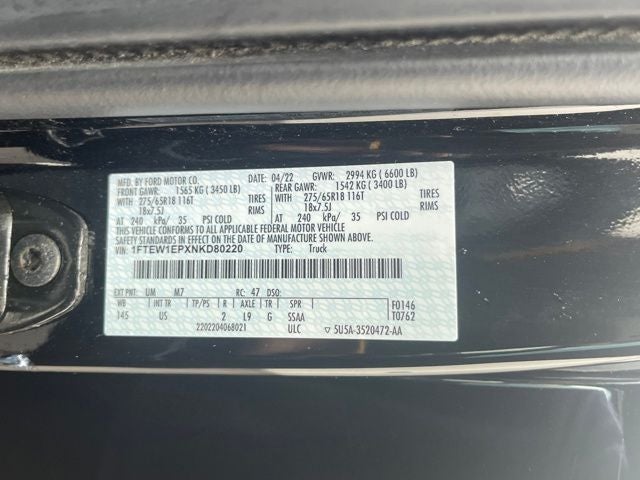 MFD. BY FORD MOTOR CO. 04/22 GVWR: 2994 KG ( 6600 LB)
FRONT GAWR: 1565 KG ( 3450 LB) REAR GAWR: 1542 KG ( 3400 LB)
WITH 275/65R18 116T TIRES 275/65R18 116T TIRES
18x7.5J RIMS 18x7.5J RIMS
AT 240 kPa/ 35 PSI COLD AT 240 kPa/ 35 PSI COLD
THIS VEHICLE CONFORMS TO ALL APPLICABLE FEDERAL MOTOR VEHICLE
SAFETY STANDARDS IN EFFECT ON THE DATE OF MANUFACTURE SHOWN ABOVE.
VIN: 1FTEW1EPXNKD80220 TYPE: Truck
EXT PNT: UM M7 RC: 47 DSO:
WB INT TR TP/PS R AXLE TR SPR F0146
145 US 2 L9 G SSAA T0762
2202204068021 ULC ▽ 5U5A-3520472-AA